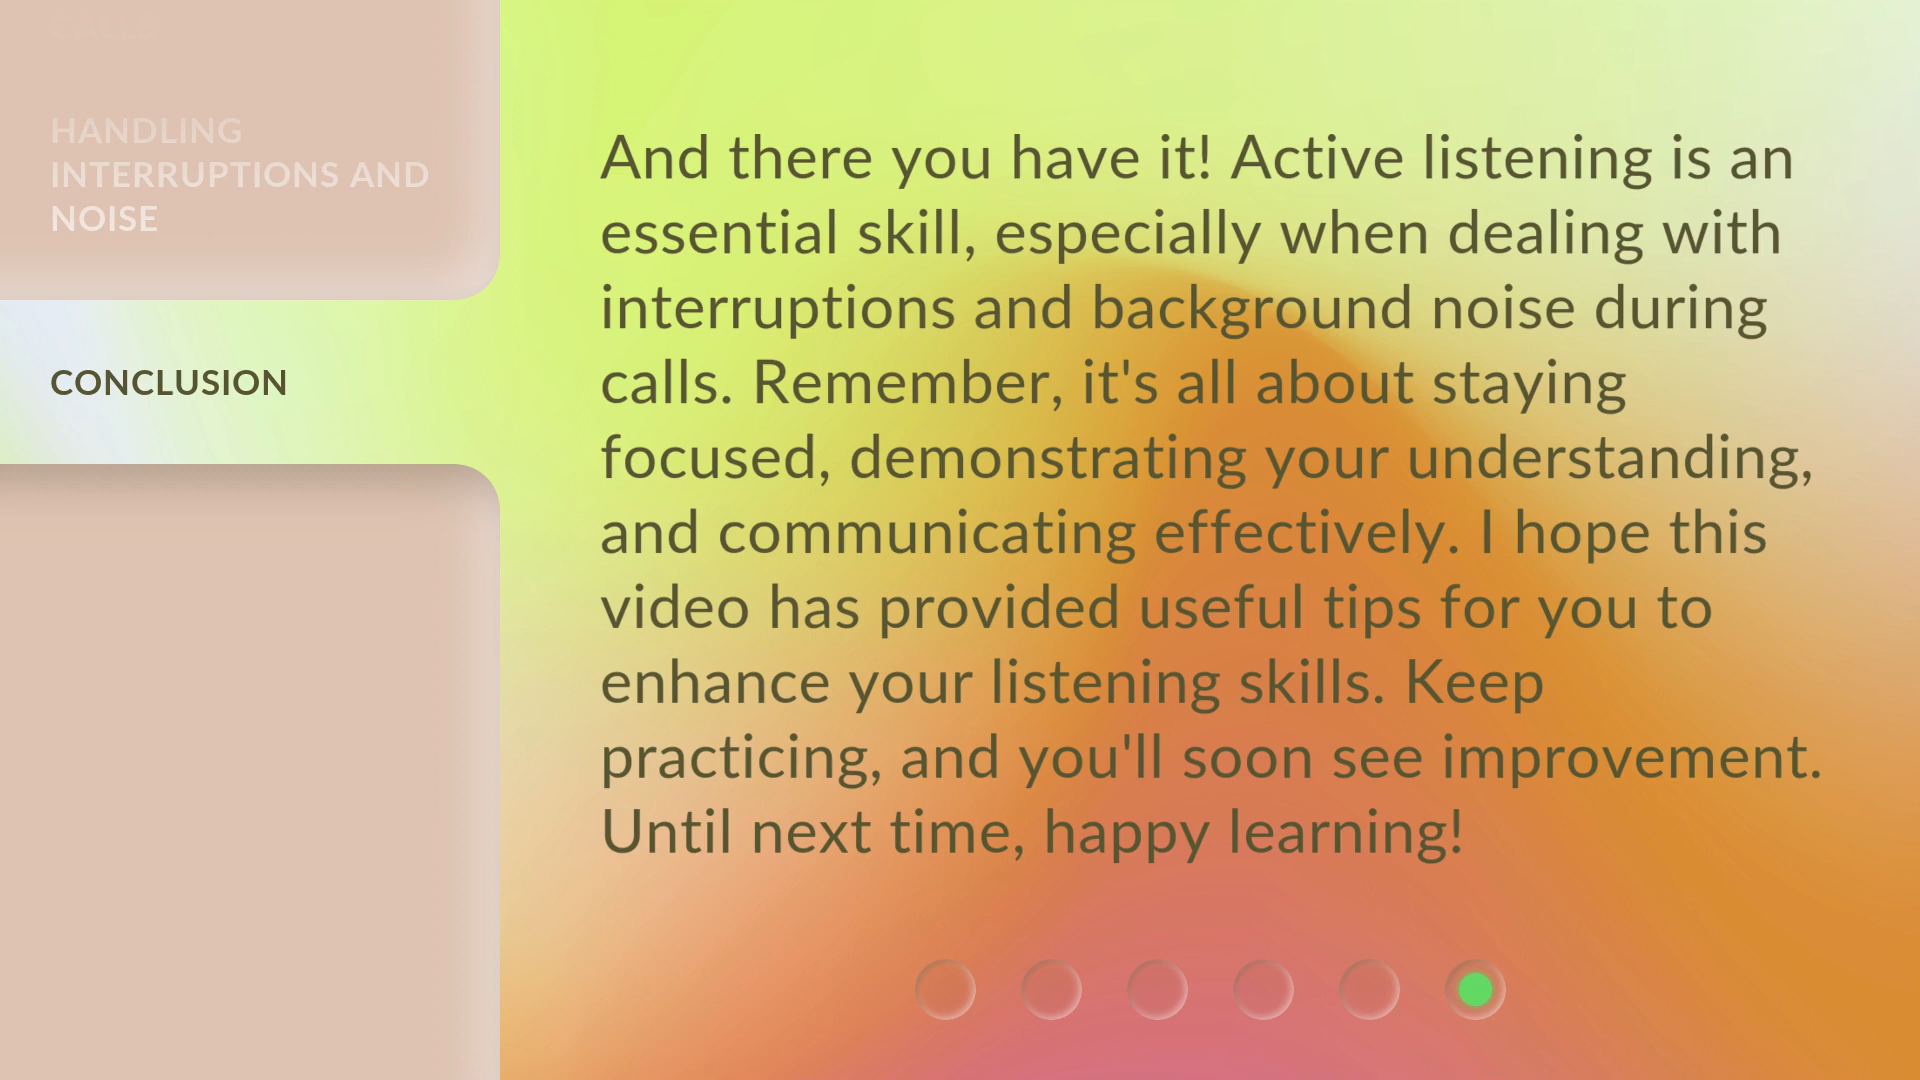 CALLS
HANDLING
INTERRUPTIONS AND
NOISE
CONCLUSION
And there you have it! Active listening is an
essential skill, especially when dealing with
interruptions and background noise during
calls. Remember, it's all about staying
focused, demonstrating your understanding,
and communicating effectively. I hope this
video has provided useful tips for you to
enhance your listening skills. Keep
practicing, and you'll soon see improvement.
Until next time, happy learning!